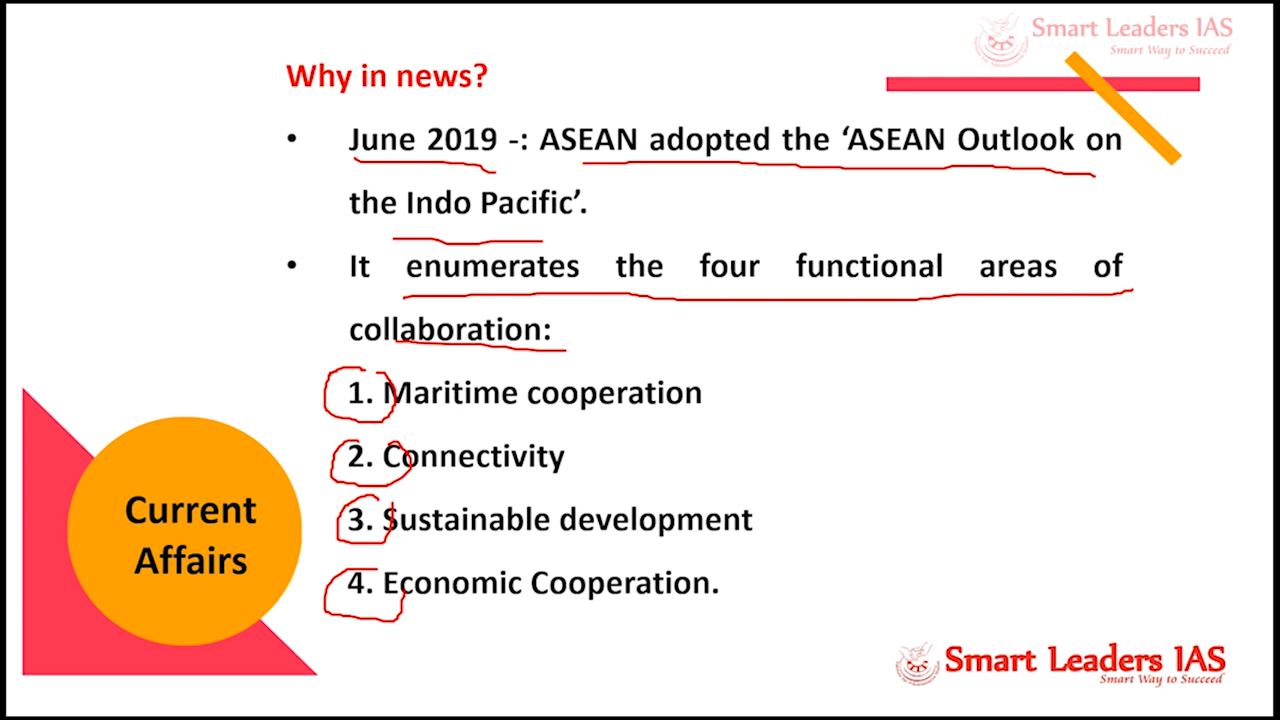 Smart Leaders IAS
Smart Way to Succeed
Why in news?
• June 2019 -: ASEAN adopted the ‘ASEAN Outlook on
the Indo Pacific’.
• It enumerates the four functional areas of
collaboration:
1. Maritime cooperation
2. Connectivity
3. Sustainable development
4. Economic Cooperation.
Current
Affairs
Smart Leaders IAS
Smart Way to Succeed